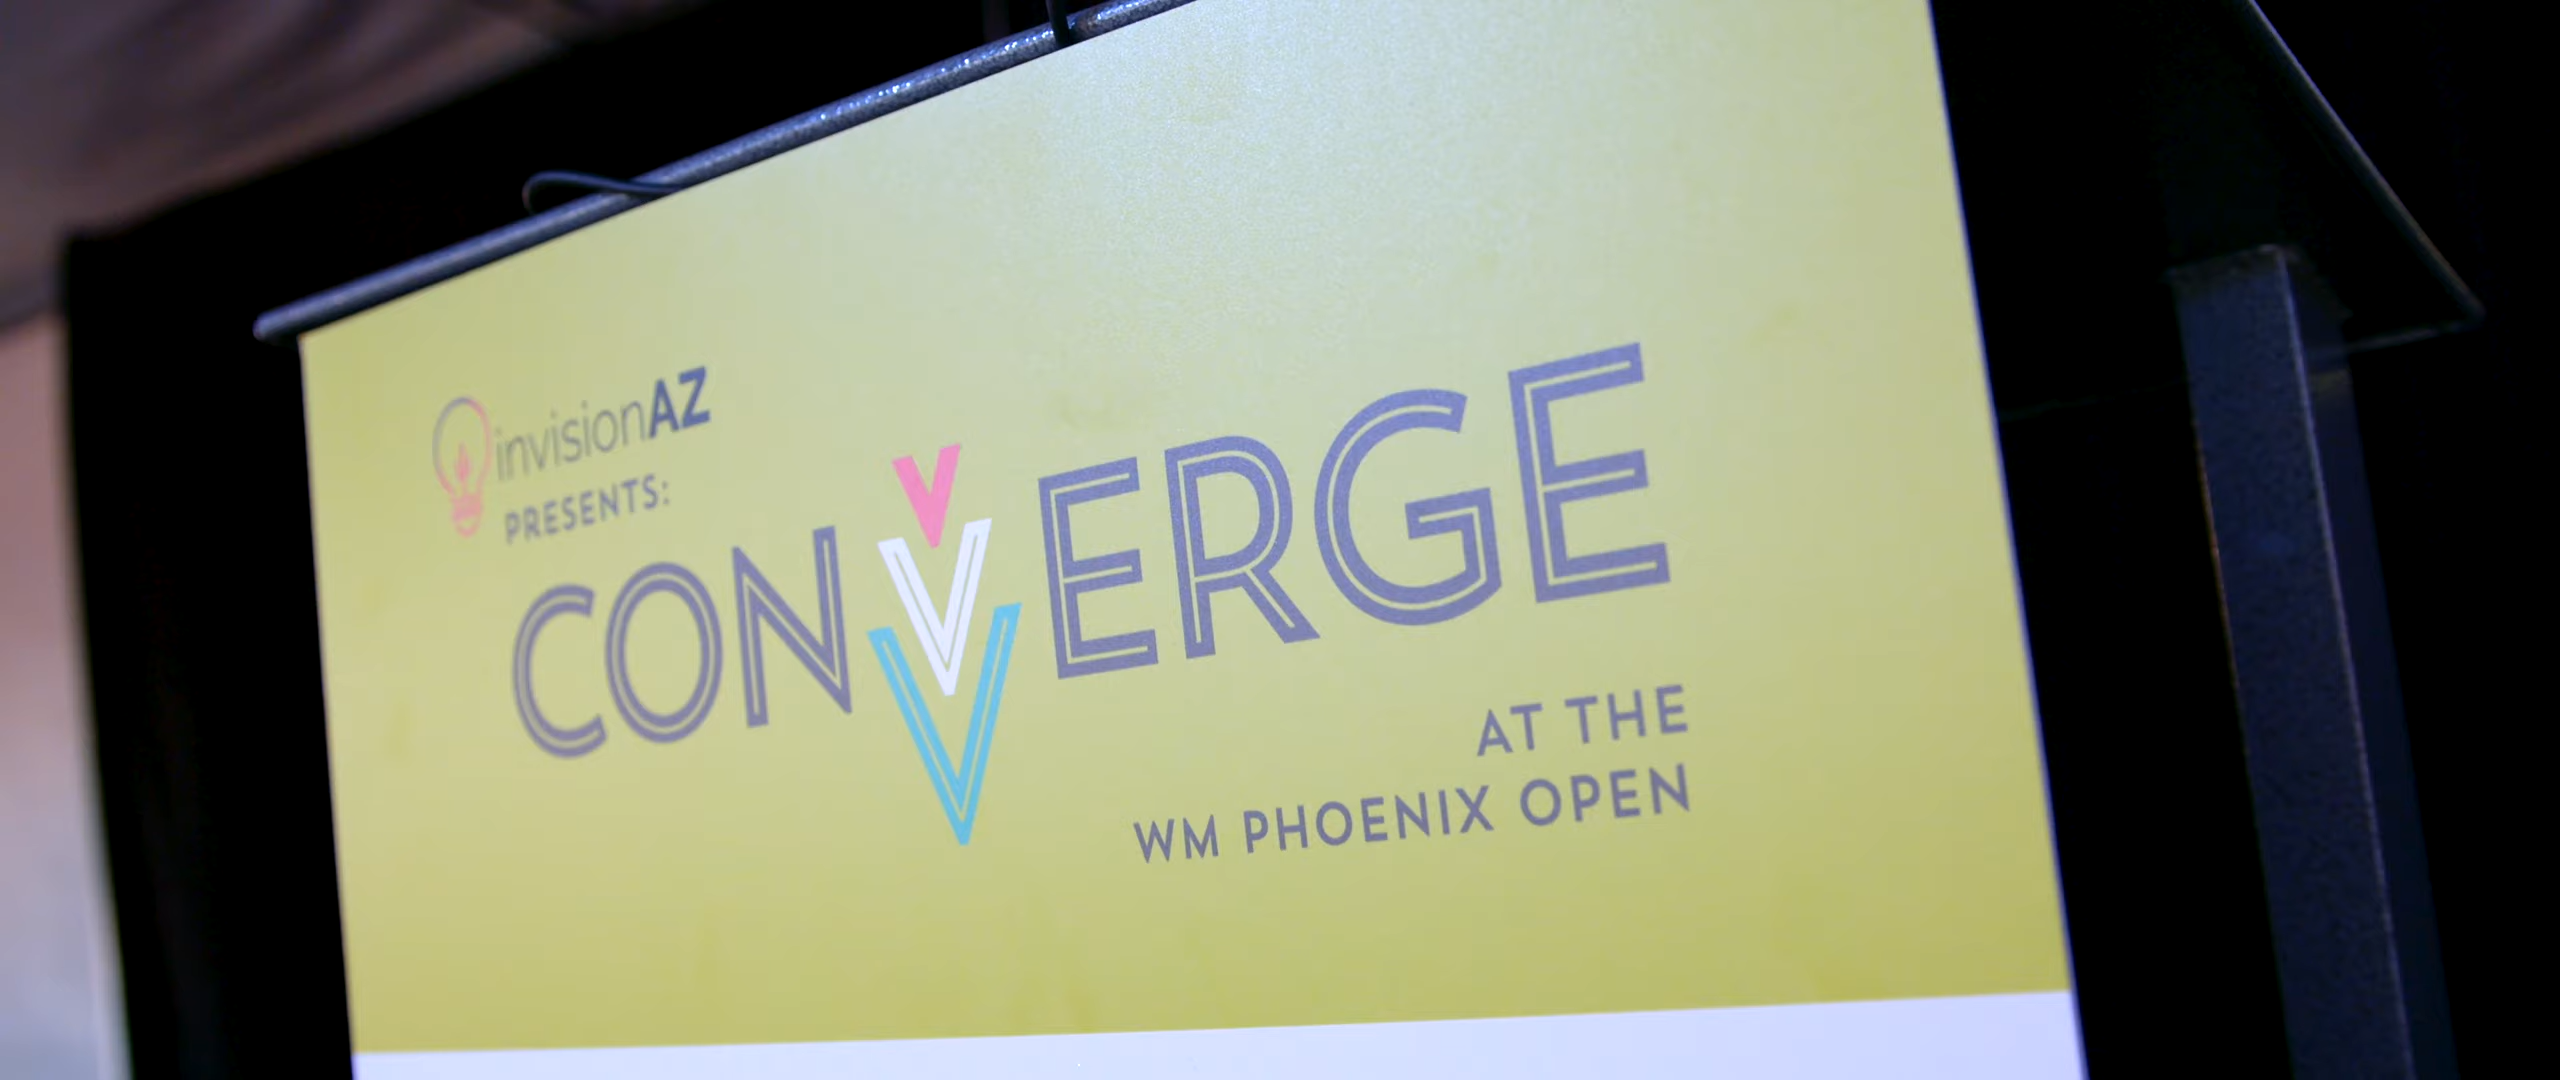 invisionAZ
PRESENTS:
CONVERGE
AT THE
WM PHOENIX OPEN